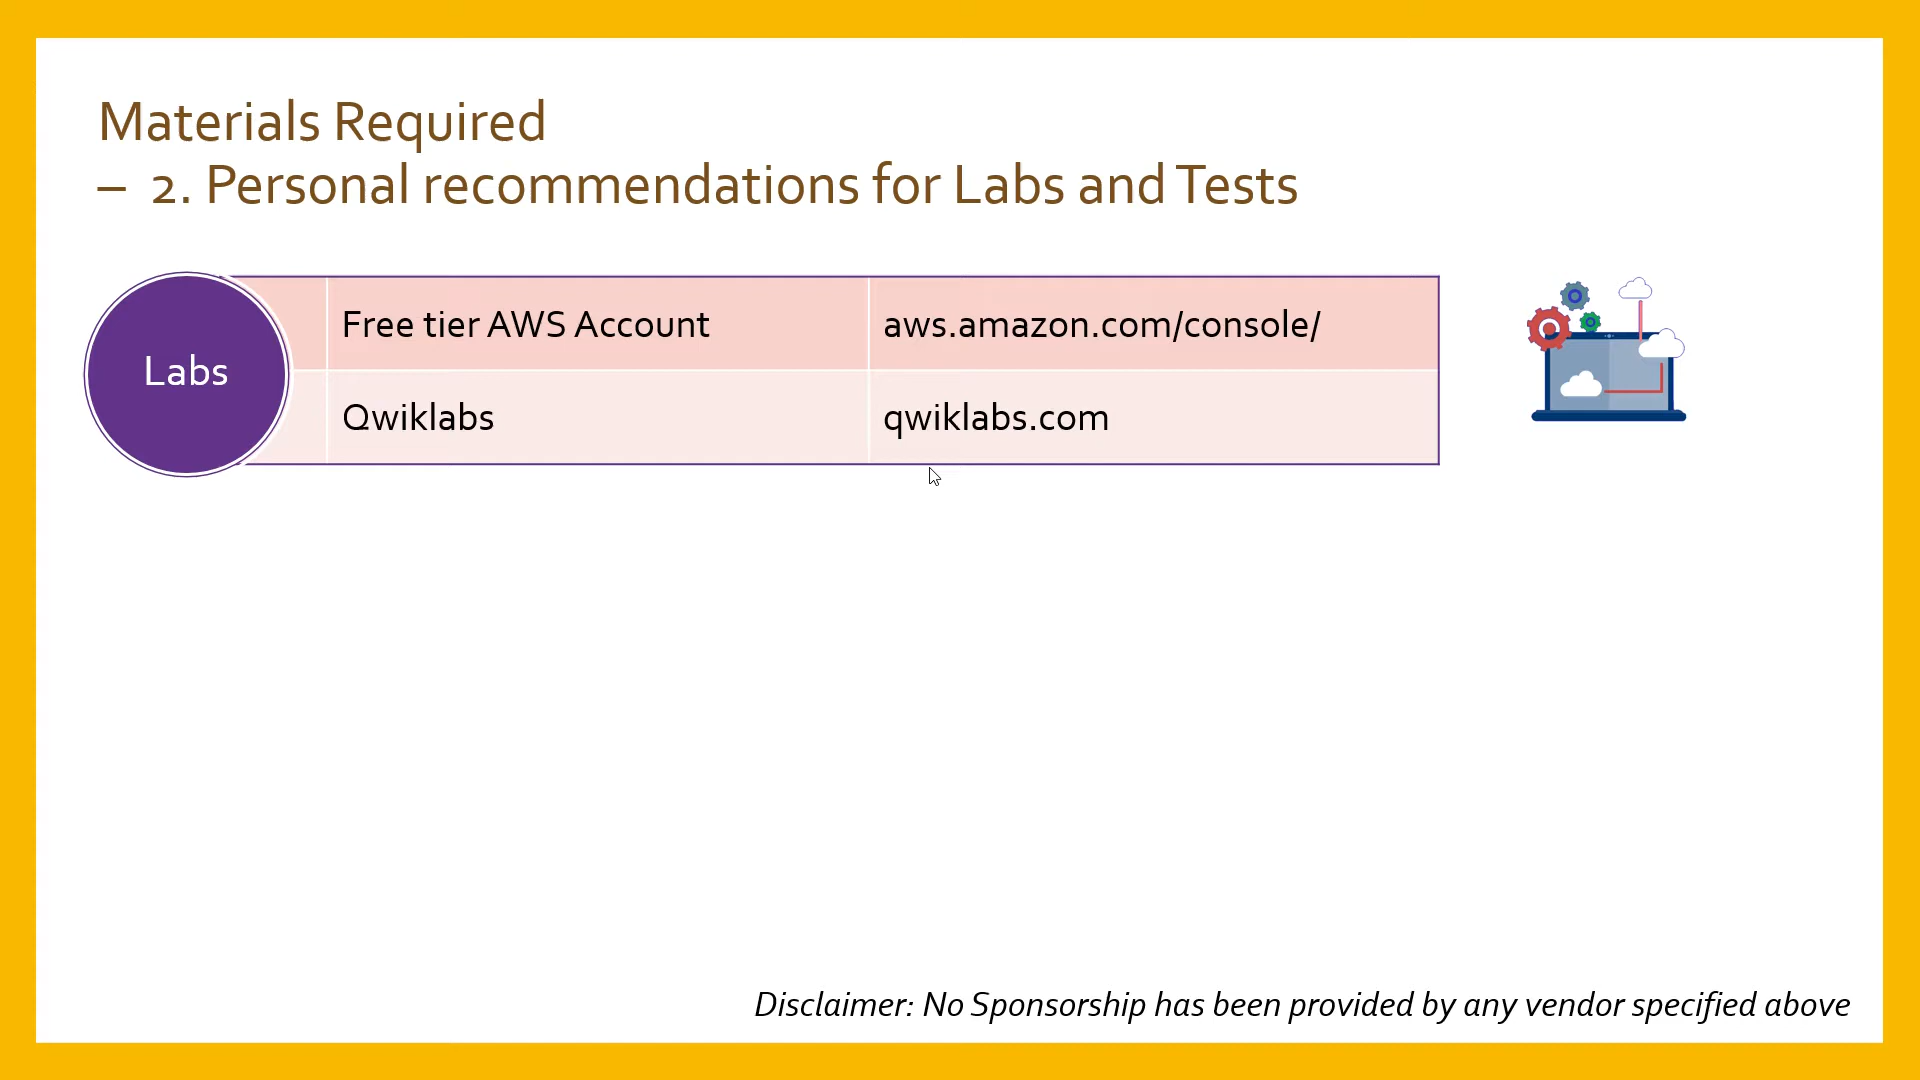 Materials Required
– 2. Personal recommendations for Labs and Tests
Labs
Free tier AWS Account
aws.amazon.com/console/
Qwiklabs
qwiklabs.com
Disclaimer: No Sponsorship has been provided by any vendor specified above